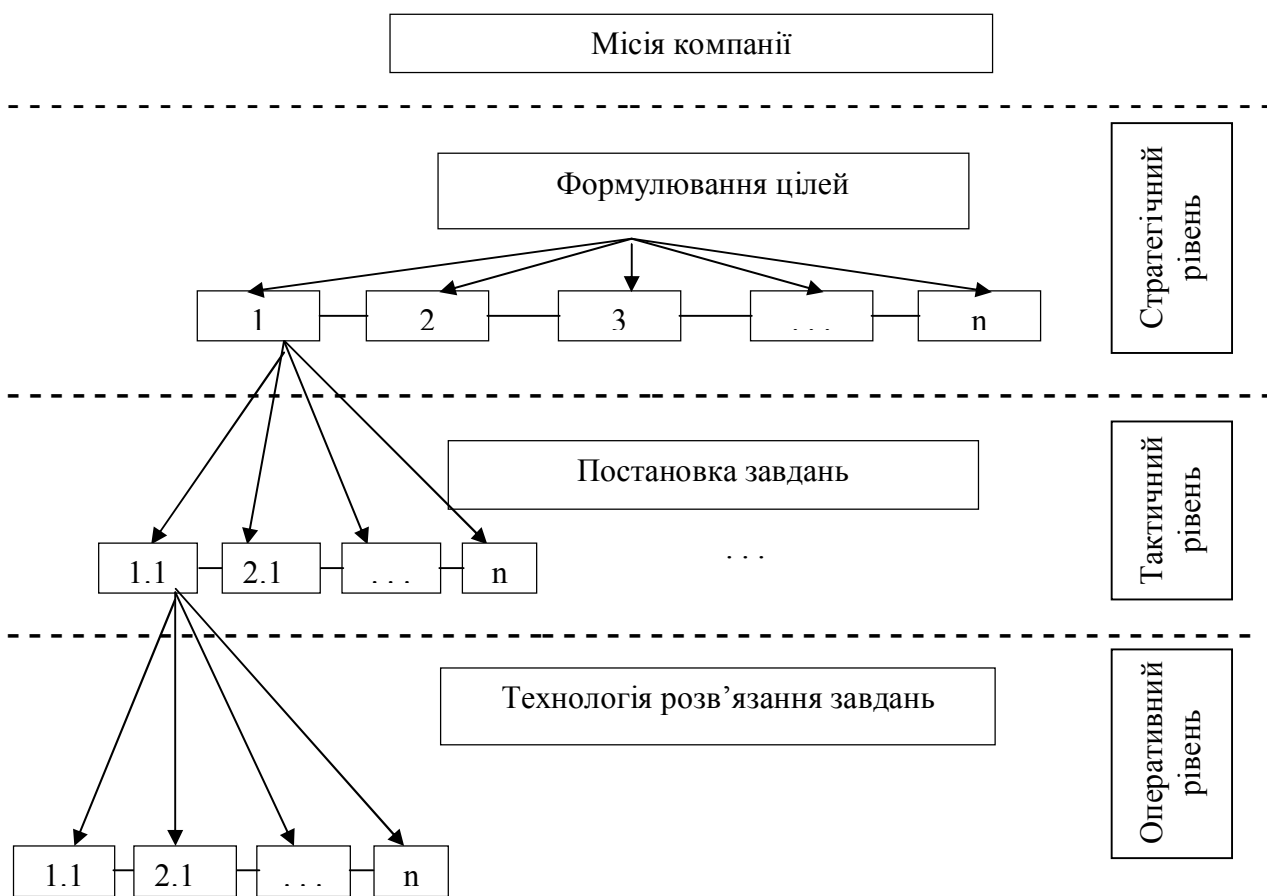 Місія компанії
Формулювання цілей
Стратегічний
рівень
1 2 3 . . . n
Постановка завдань
Тактичний
рівень
1.1 2.1 . . . n
. . .
Технологія розв’язання завдань
Оперативний
рівень
1.1 2.1 . . . n